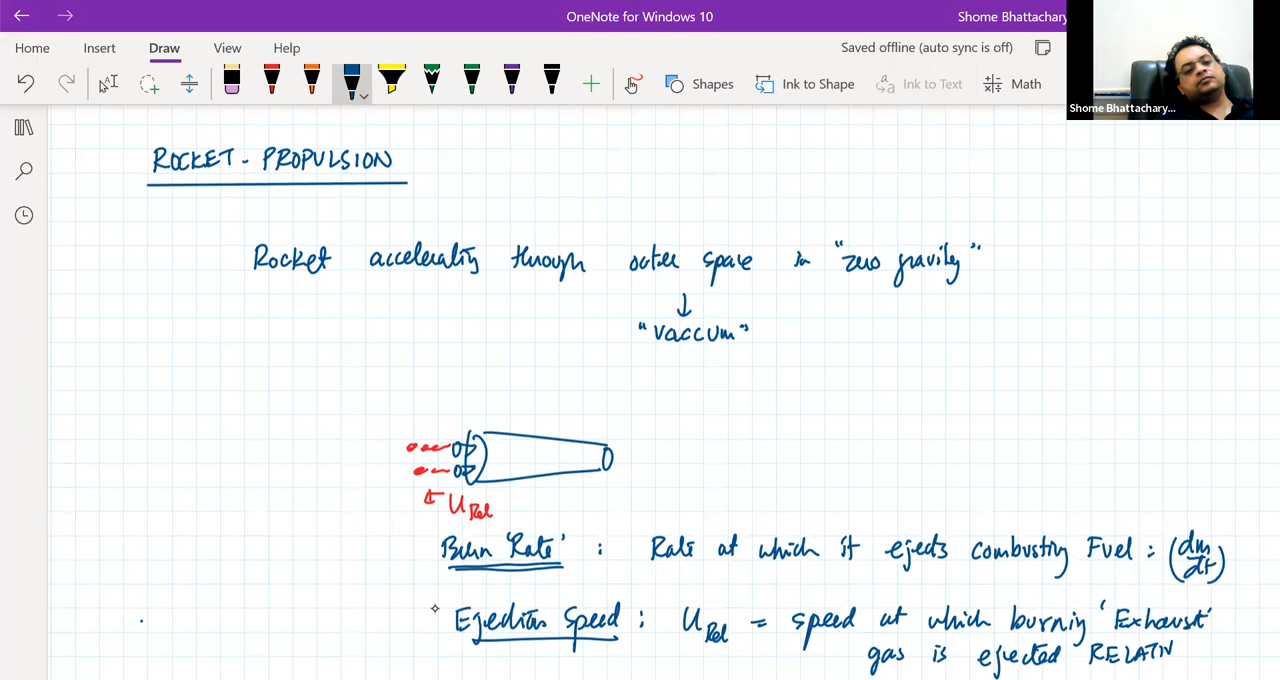 OneNote for Windows 10
Shome Bhattachary
Home Insert Draw View Help
Saved offline (auto sync is off)
Shapes Ink to Shape Ink to Text Math
Shome Bhattachary...
ROCKET - PROPULSION
Rocket accelerating through outer space in "zero gravity"
↓
"VACCUM"
← U Rel
Burn 'Rate' : Rate at which it ejects combusting Fuel : (dm/dt)
Ejection Speed : U Rel = speed at which burning 'Exhaust'
gas is ejected RELATIV